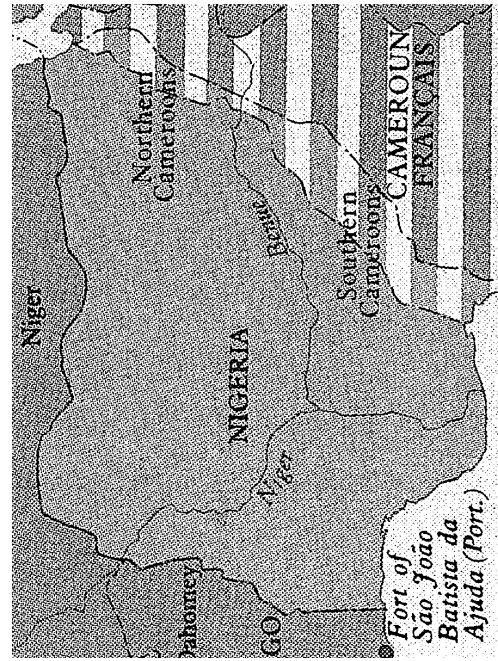 Niger
Northern
Cameroons
Dahomey
NIGERIA
GO
Niger
Benue
Southern
Cameroons
Fort of
São João
Batista da
Ajuda (Port.)
CAMEROUN
FRANÇAIS